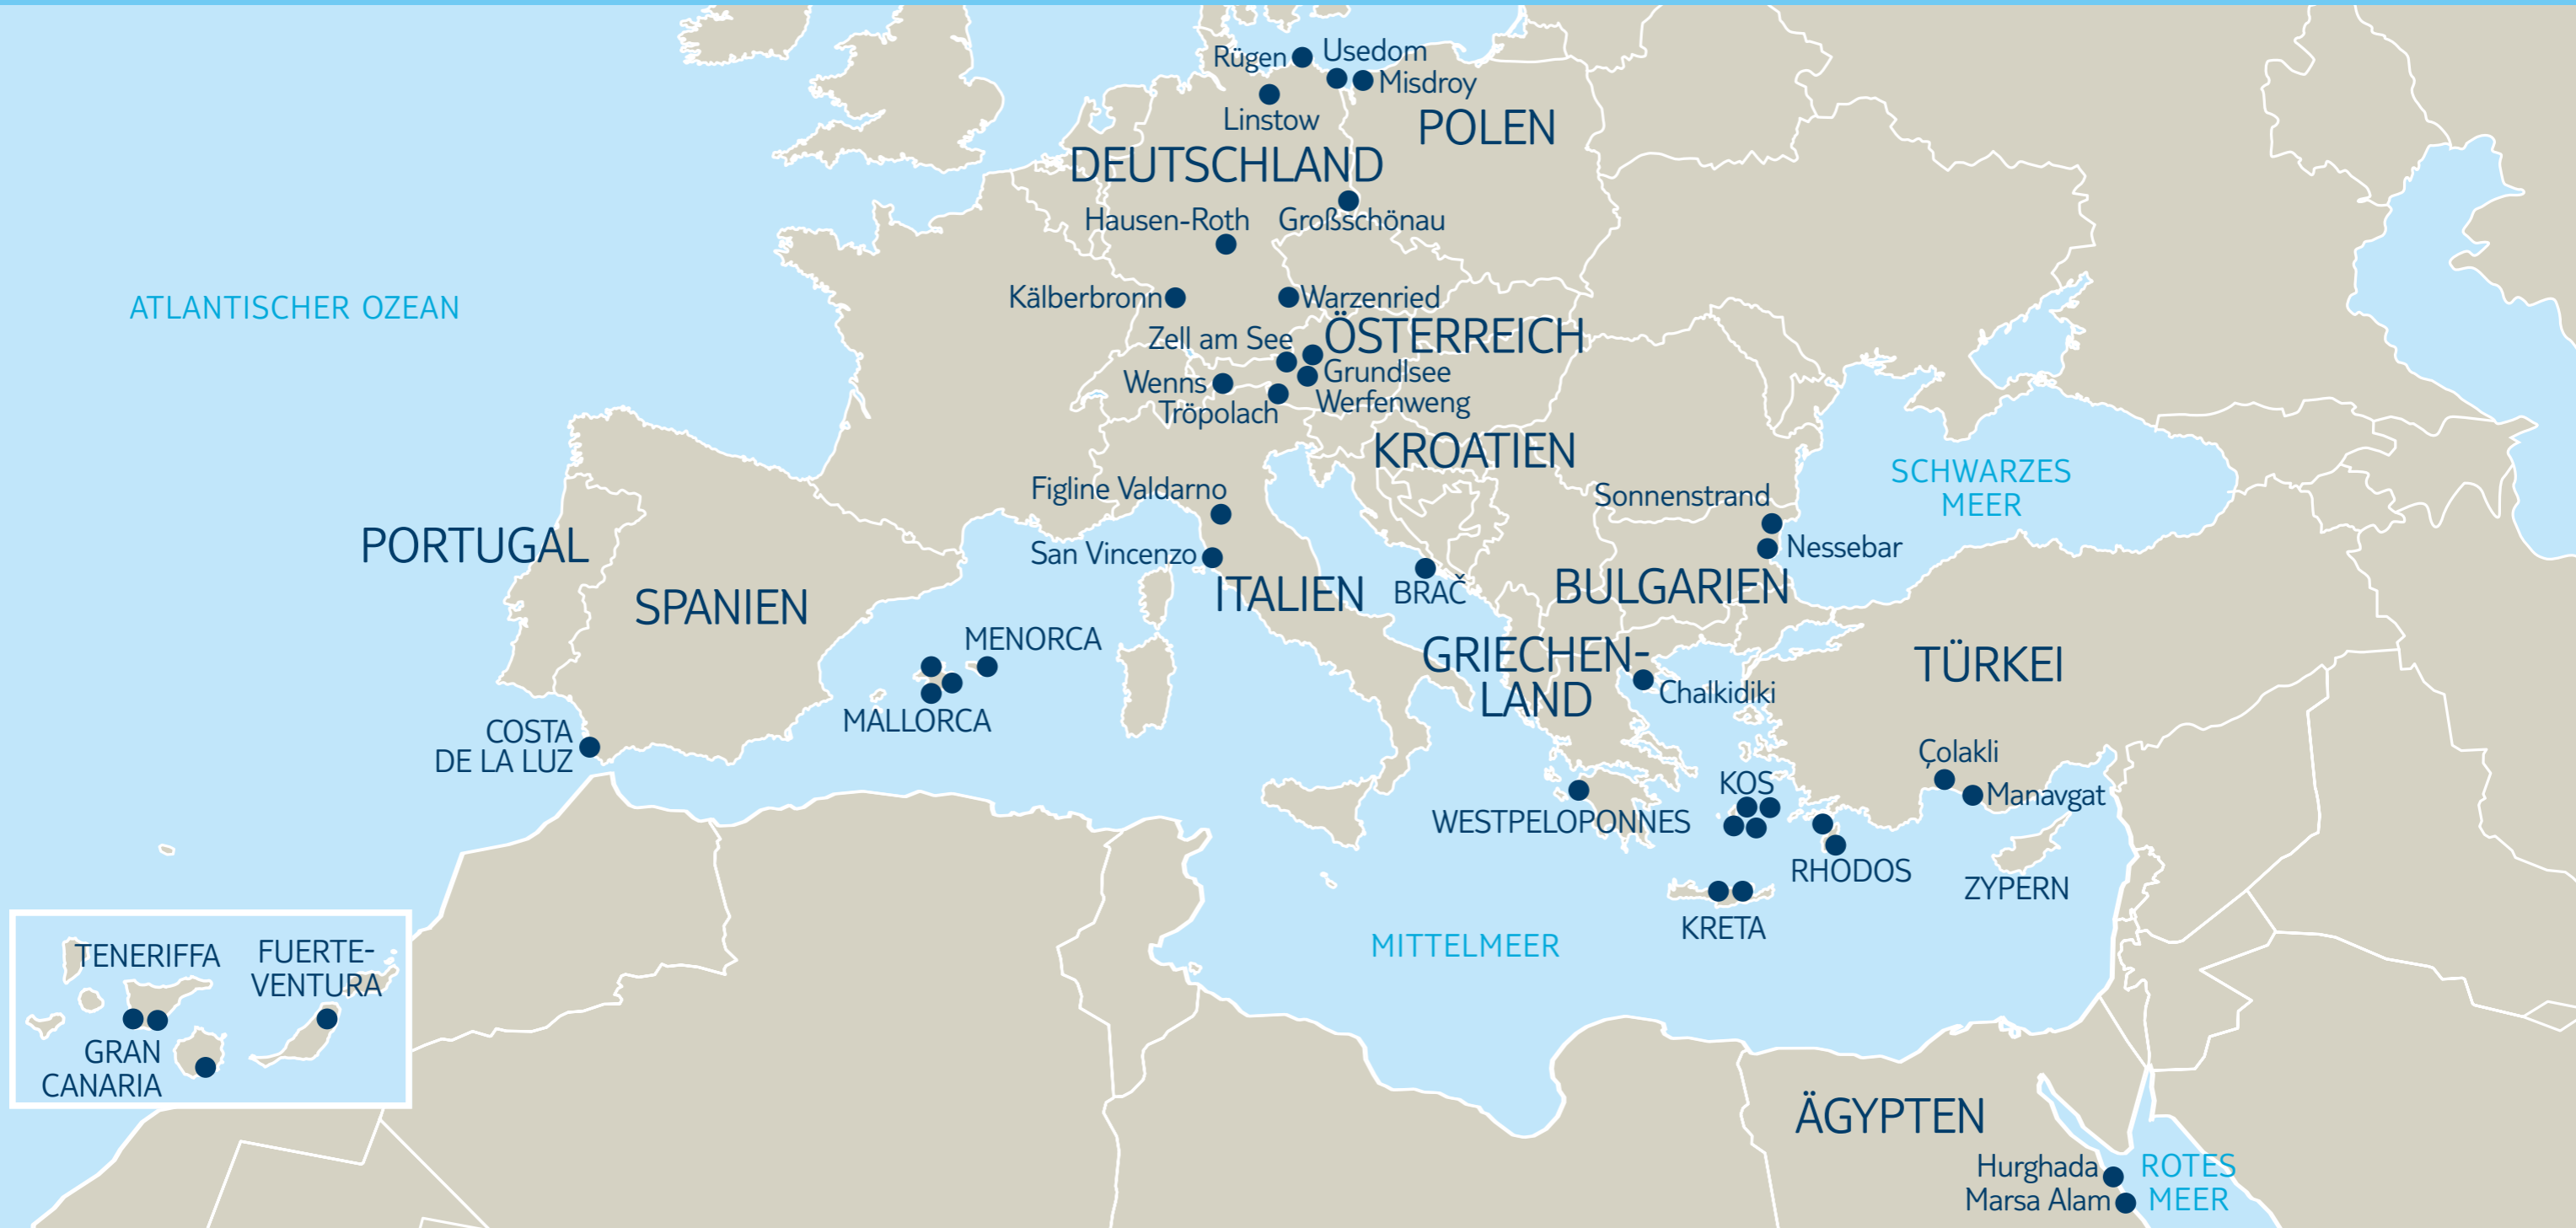 Rügen
Usedom
Misdroy
Linstow
POLEN
DEUTSCHLAND
Hausen-Roth
Großschönau
ATLANTISCHER OZEAN
Kälberbronn
Warzenried
Zell am See
ÖSTERREICH
Wenns
Grundlsee
Tröpolach
Werfenweng
KROATIEN
SCHWARZES
MEER
Figline Valdarno
Sonnenstrand
PORTUGAL
San Vincenzo
Nessebar
SPANIEN
ITALIEN
BRAČ
BULGARIEN
MENORCA
GRIECHEN-
LAND
TÜRKEI
Chalkidiki
MALLORCA
COSTA
DE LA LUZ
Çolakli
KOS
Manavgat
WESTPELOPONNES
RHODOS
ZYPERN
KRETA
MITTELMEER
TENERIFFA
FUERTE-
VENTURA
GRAN
CANARIA
ÄGYPTEN
Hurghada
Marsa Alam
ROTES
MEER